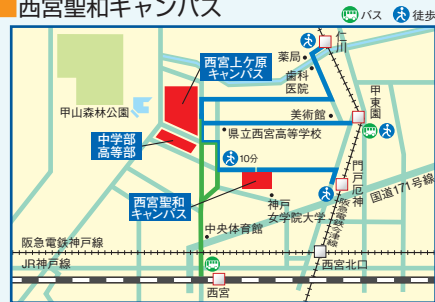 西宮聖和キャンパス
バス
徒歩
仁川
薬局
歯科
医院
西宮上ケ原
キャンパス
甲東園
甲山森林公園
美術館
県立西宮高等学校
中学部
高等部
10分
門戸厄神
国道171号線
西宮聖和
キャンパス
神戸
女学院大学
阪急電鉄今津線
中央体育館
阪急電鉄神戸線
西宮北口
JR神戸線
西宮